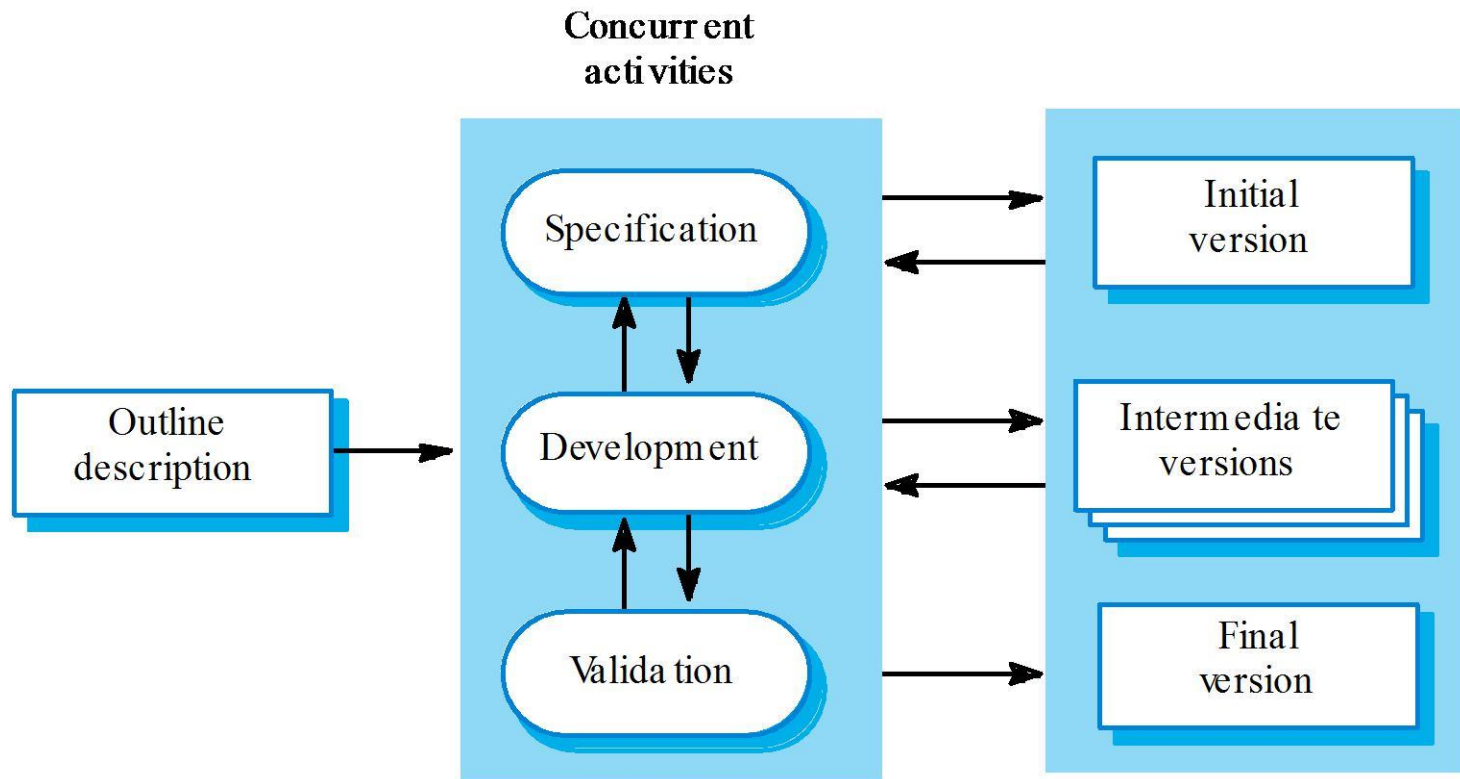 Concurrent
activities
Specification
Initial
version
Outline
description
Development
Intermediate
versions
Validation
Final
version